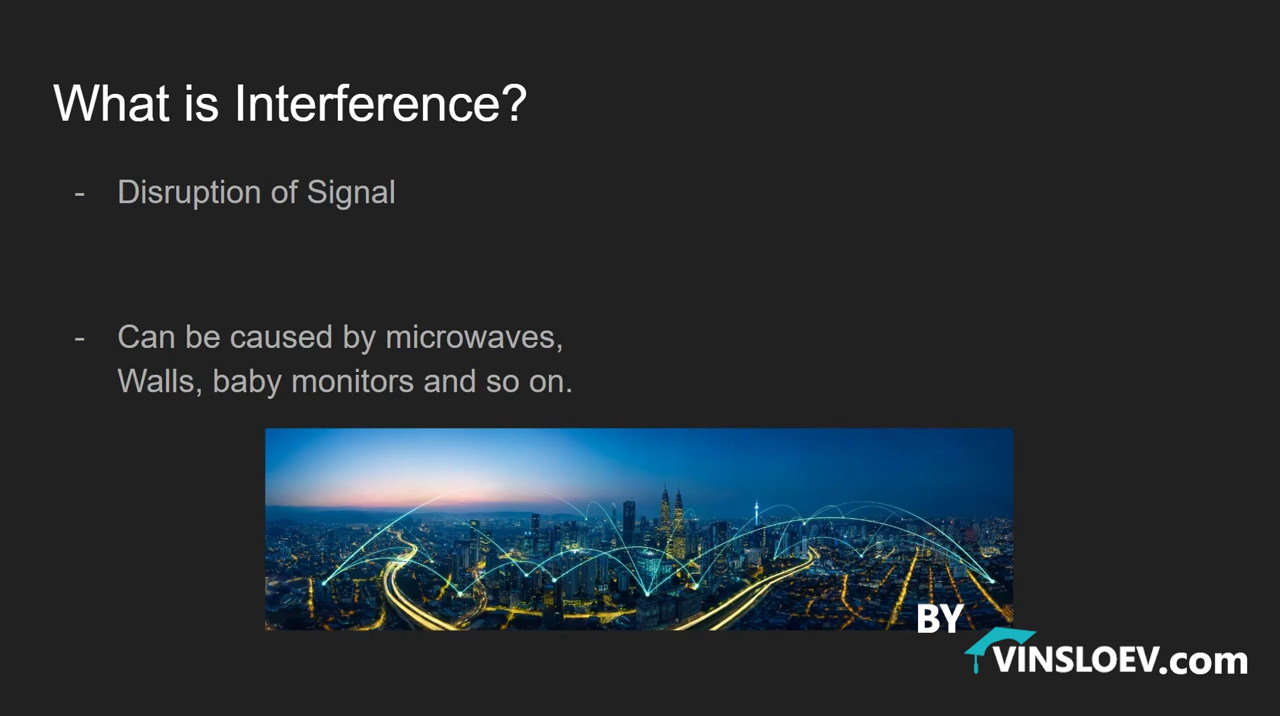 What is Interference?
- Disruption of Signal
- Can be caused by microwaves,
Walls, baby monitors and so on.
BY
VINSLOEV.com